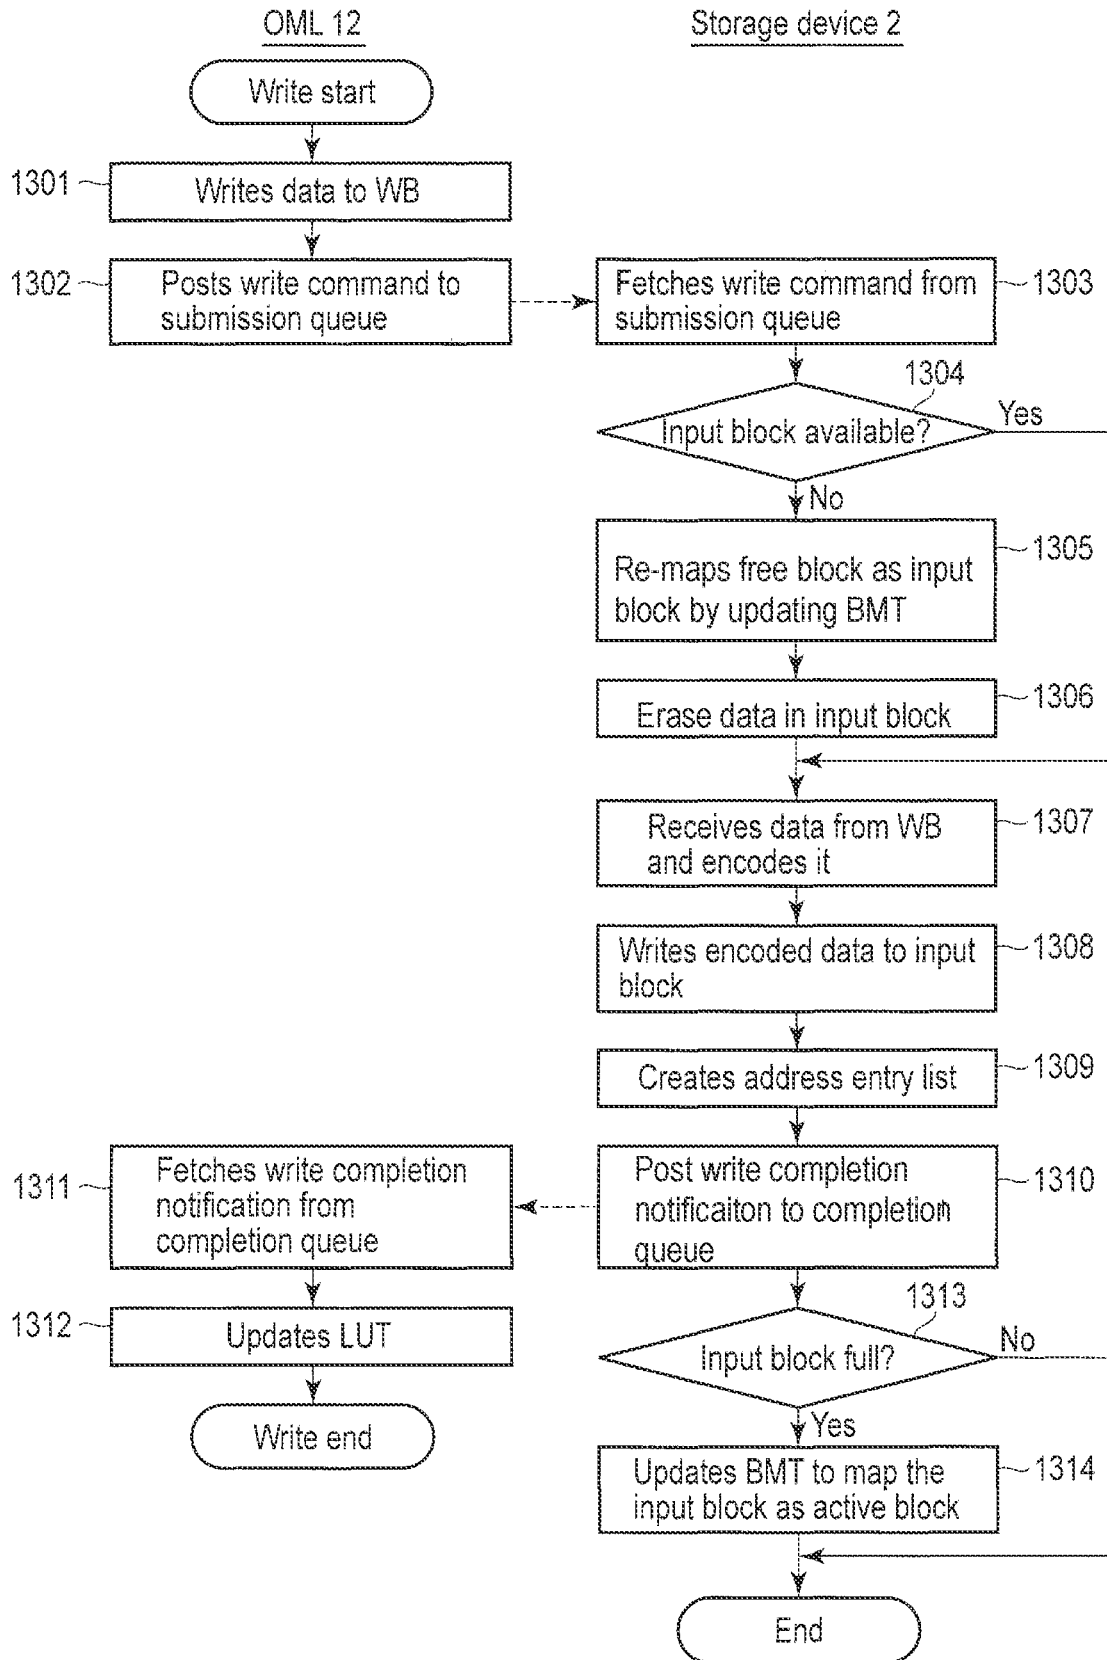 OML 12
Storage device 2
Write start
1301
Writes data to WB
1302
Posts write command to
submission queue
Fetches write command from
submission queue
1303
1304
Input block available?
Yes
No
Re-maps free block as input
block by updating BMT
1305
Erase data in input block
1306
Receives data from WB
and encodes it
1307
Writes encoded data to input
block
1308
Creates address entry list
1309
1311
Fetches write completion
notification from
completion queue
Post write completion
notificaiton to completion
queue
1310
1312
Updates LUT
1313
Input block full?
No
Write end
Yes
Updates BMT to map the
input block as active block
1314
End